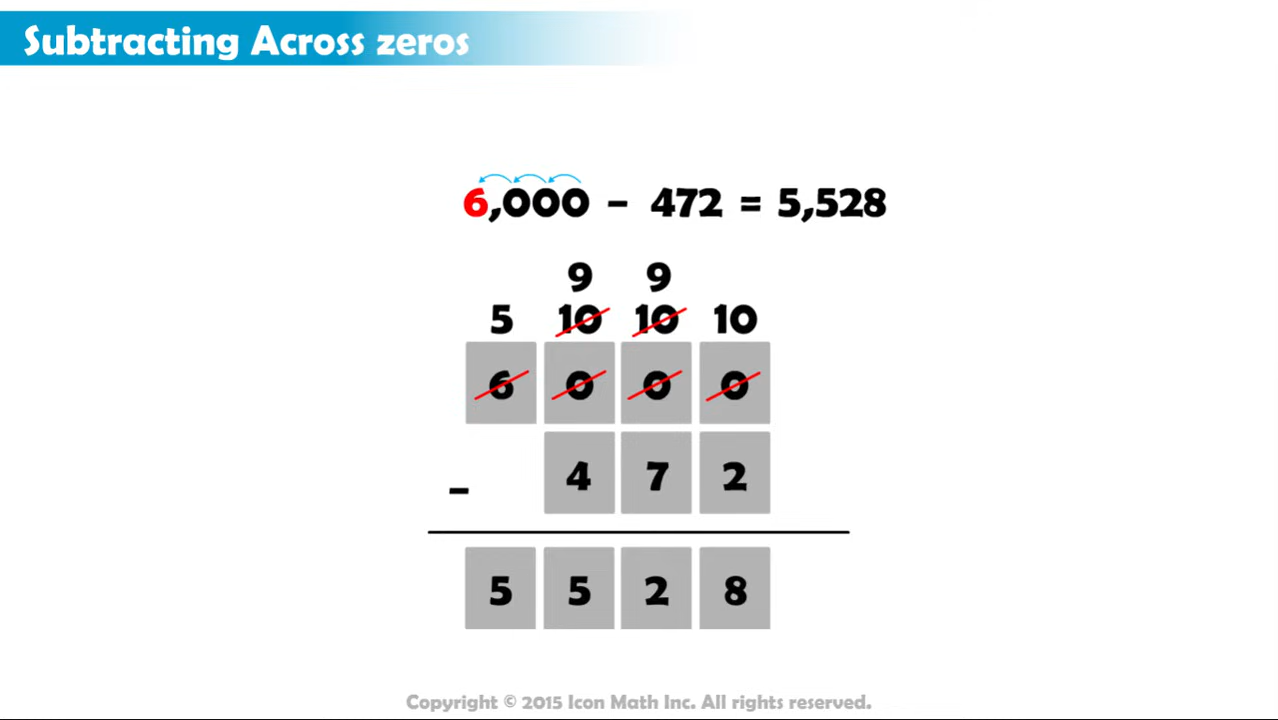 Subtracting Across zeros
6,000 - 472 = 5,528
9 9
5 10 10 10
6 0 0 0
- 4 7 2
5 5 2 8
Copyright © 2015 Icon Math Inc. All rights reserved.